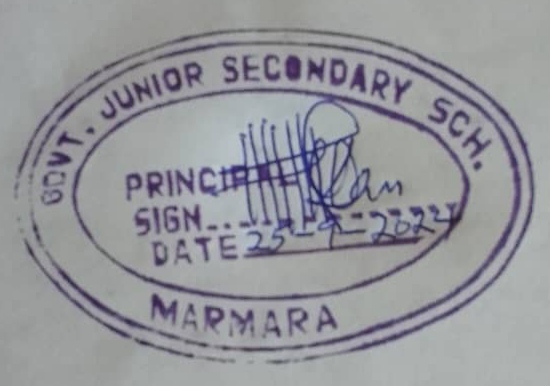 GOVT. JUNIOR SECONDARY SCH.
PRINCIPAL
SIGN
DATE 25-9-2024
MARMARA